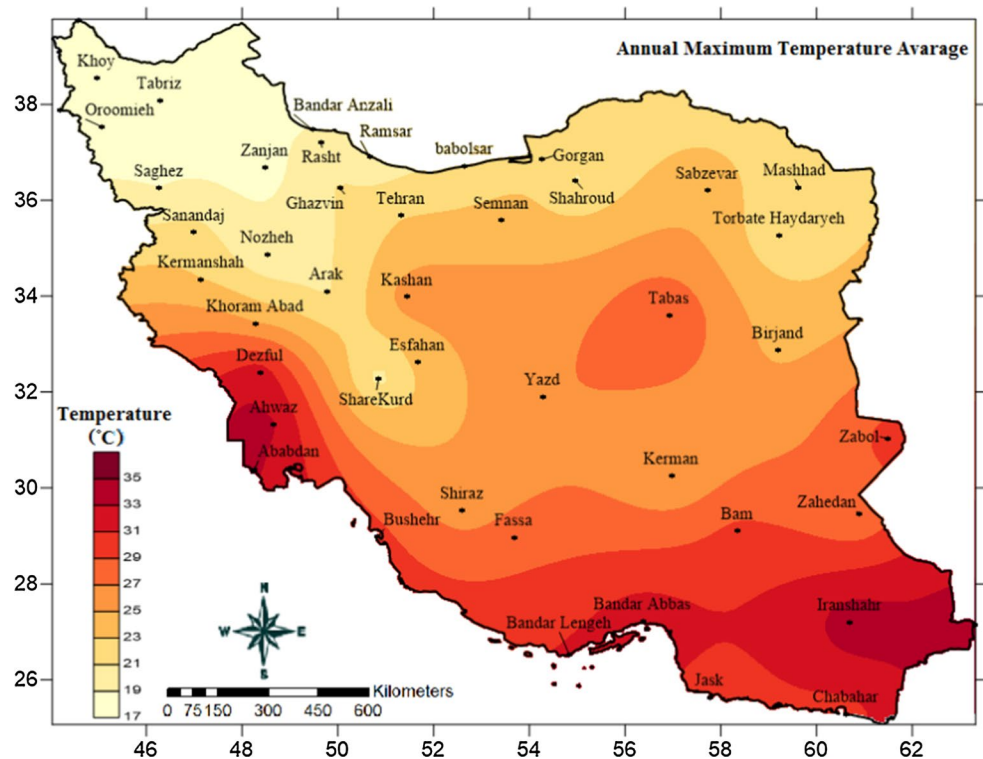 Annual Maximum Temperature Avarage
Khoy
Tabriz
Oroomieh
Bandar Anzali
Ramsar
babolsar
Zanjan
Rasht
Gorgan
Saghez
Ghazvin
Tehran
Semnan
Shahroud
Sabzevar
Mashhad
Sanandaj
Nozheh
Torbate Haydaryeh
Kermanshah
Arak
Kashan
Khoram Abad
Tabas
Esfahan
Birjand
Dezful
ShareKurd
Yazd
Ahwaz
Ababdan
Zabol
Kerman
Shiraz
Zahedan
Bushehr
Fassa
Bam
Bandar Abbas
Iranshahr
Bandar Lengeh
Jask
Chabahar
Temperature
(°C)
35
33
31
29
27
25
23
21
19
17
N
W E
S
Kilometers
0 75 150 300 450 600
38
36
34
32
30
28
26
46 48 50 52 54 56 58 60 62